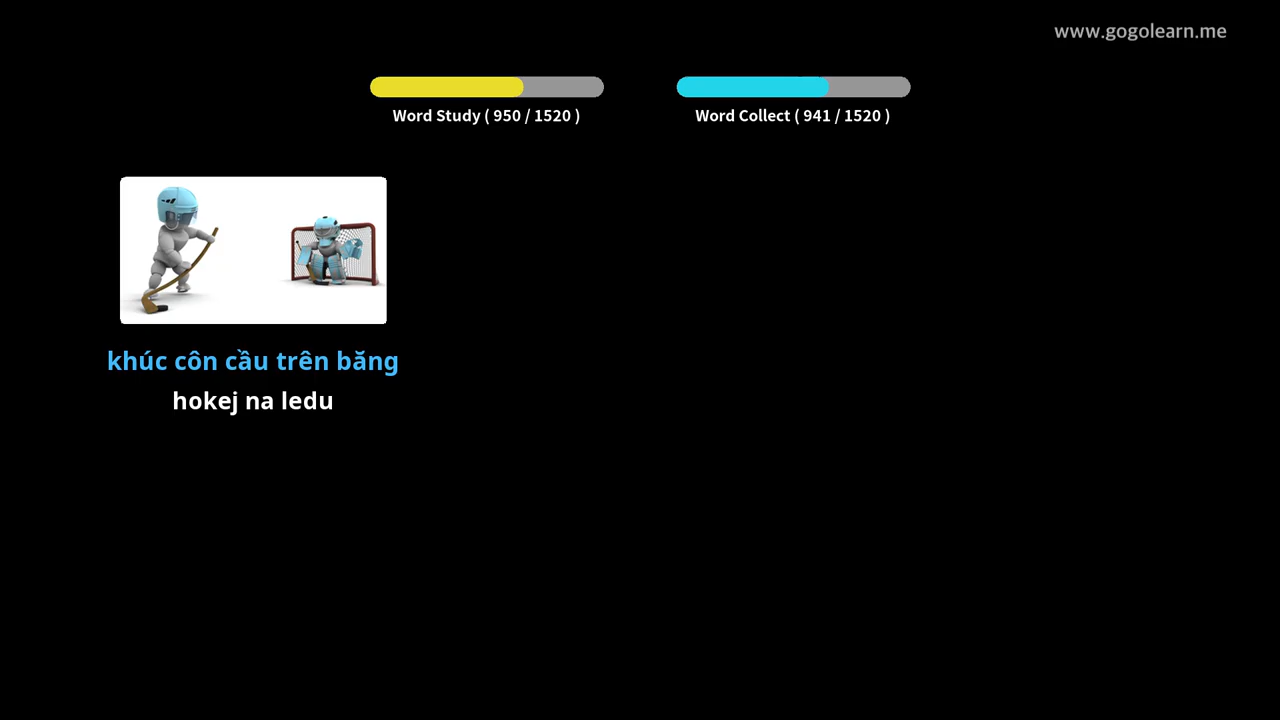 www.gogolearn.me
Word Study ( 950 / 1520 )
Word Collect ( 941 / 1520 )
khúc côn cầu trên băng
hokej na ledu